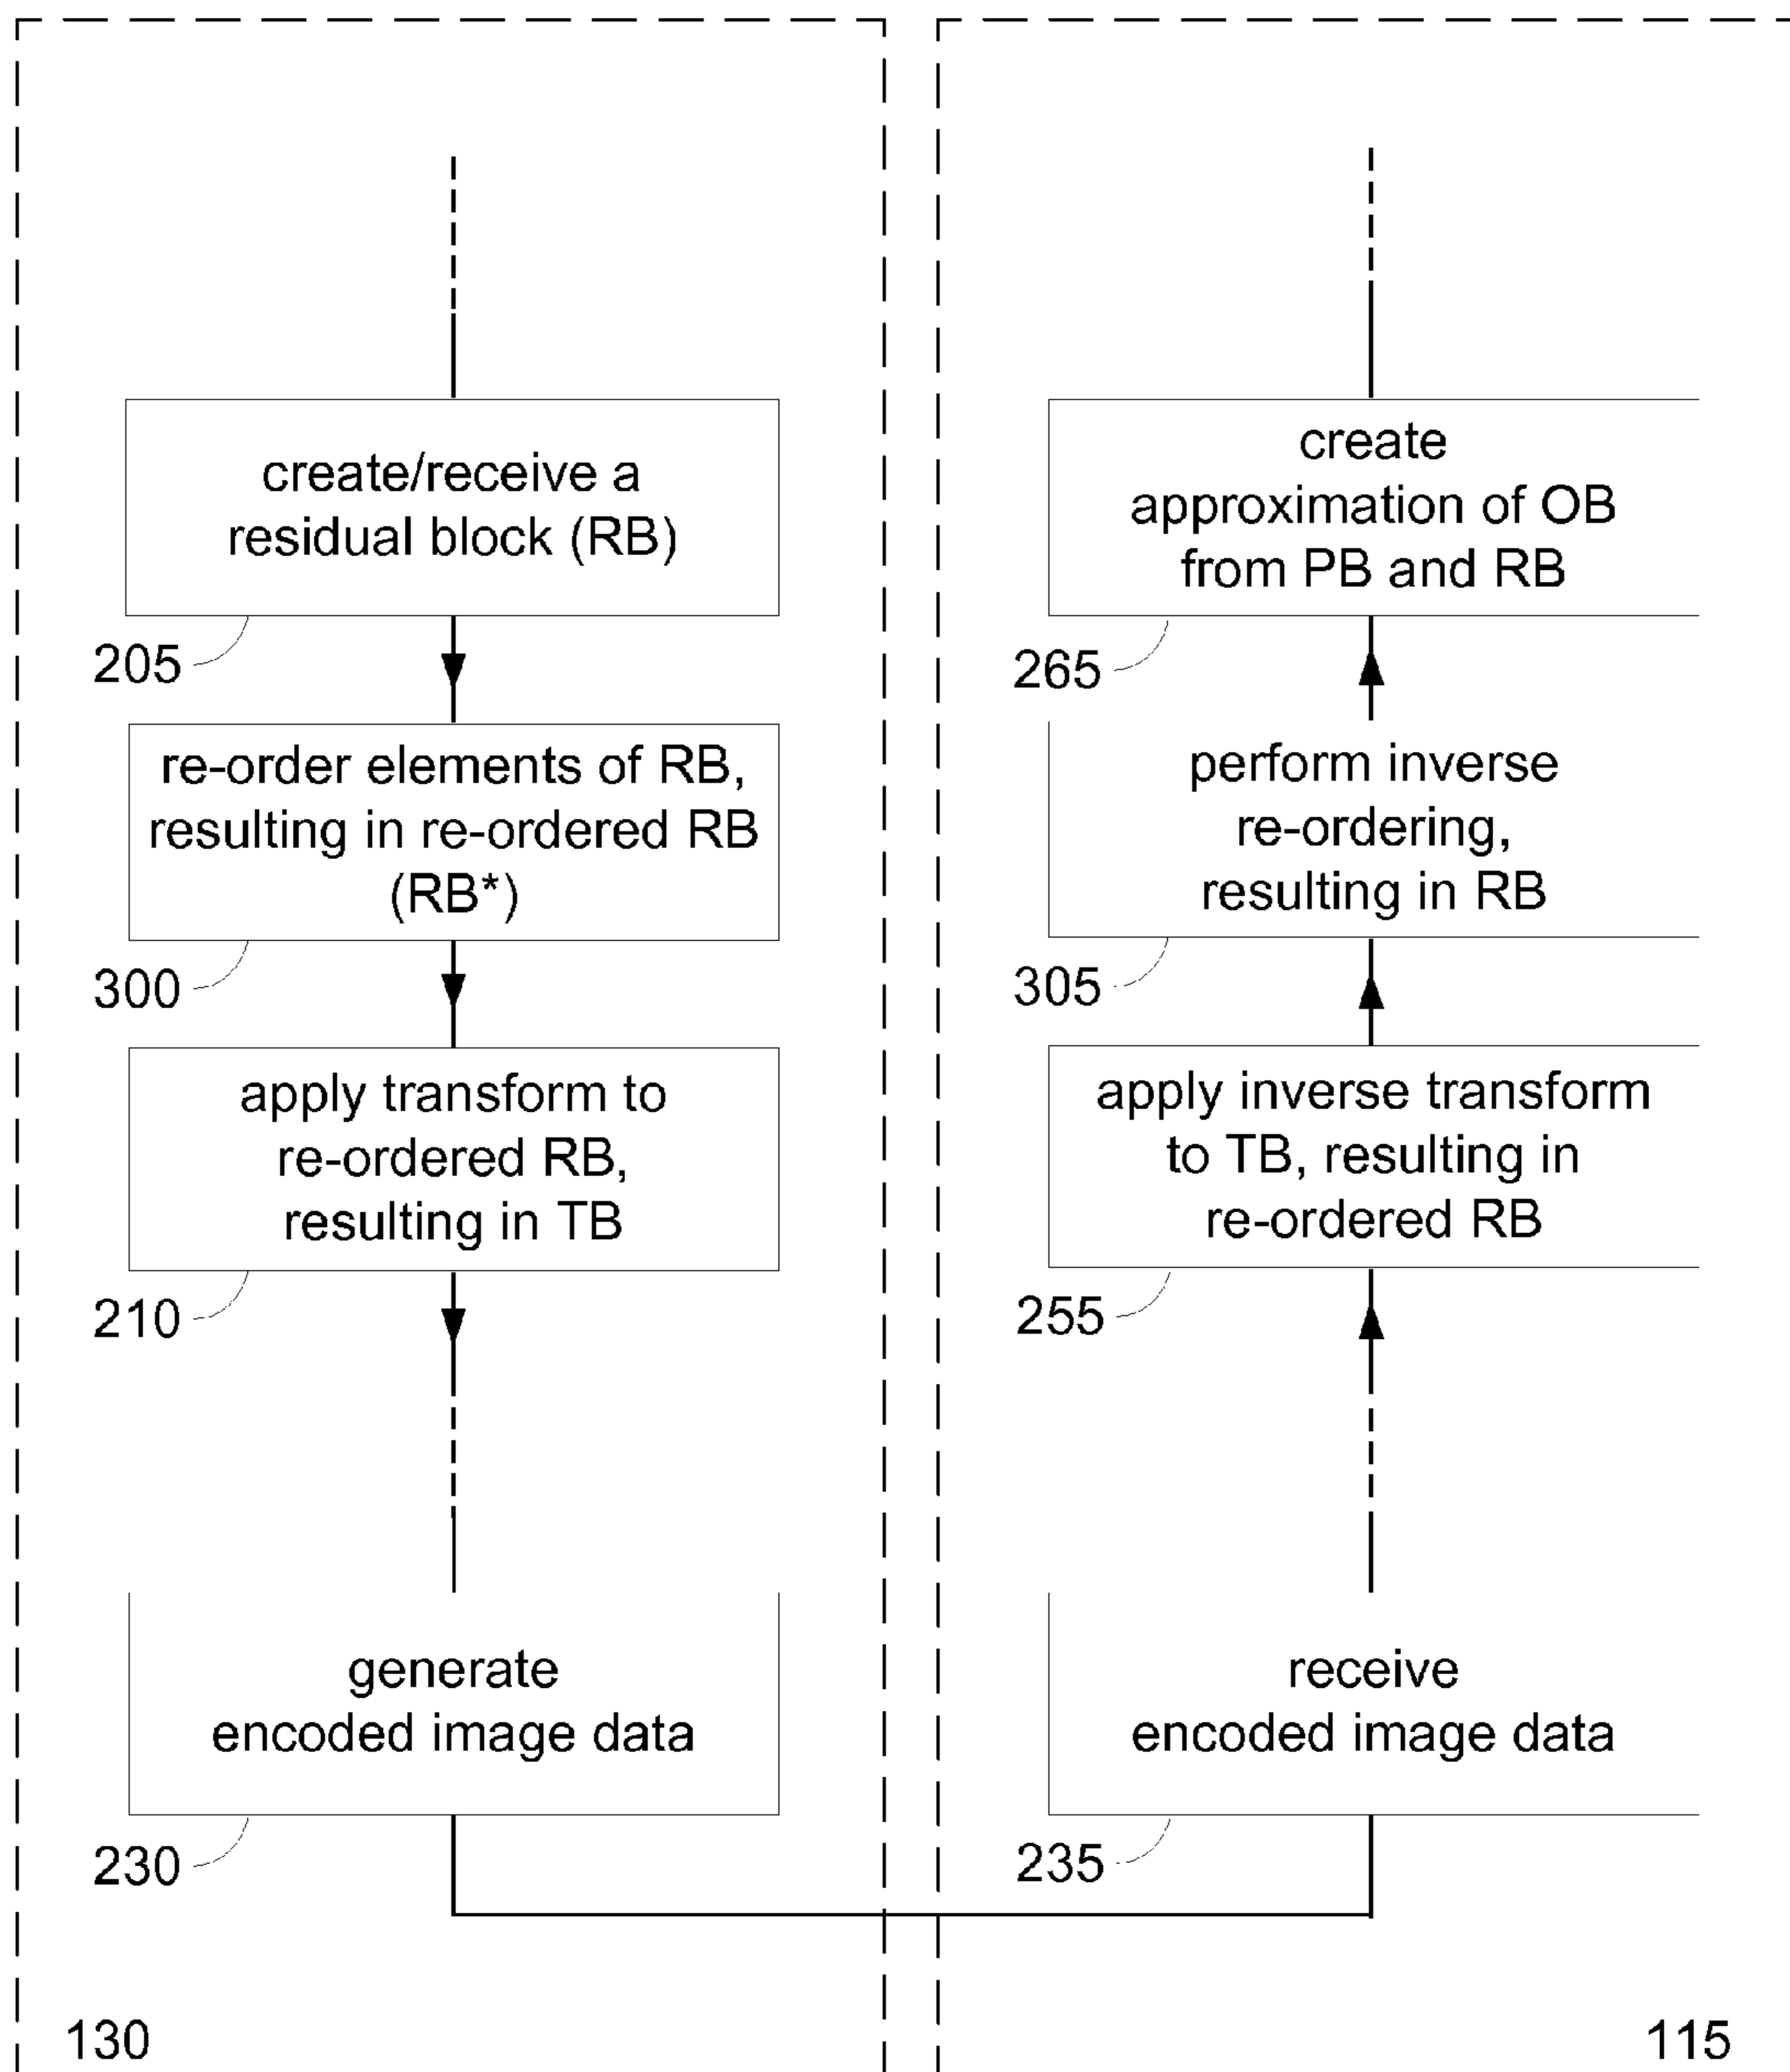 create/receive a
residual block (RB)
205
re-order elements of RB,
resulting in re-ordered RB
(RB*)
300
apply transform to
re-ordered RB,
resulting in TB
210
generate
encoded image data
230
130
create
approximation of OB
from PB and RB
265
perform inverse
re-ordering,
resulting in RB
305
apply inverse transform
to TB, resulting in
re-ordered RB
255
receive
encoded image data
235
115